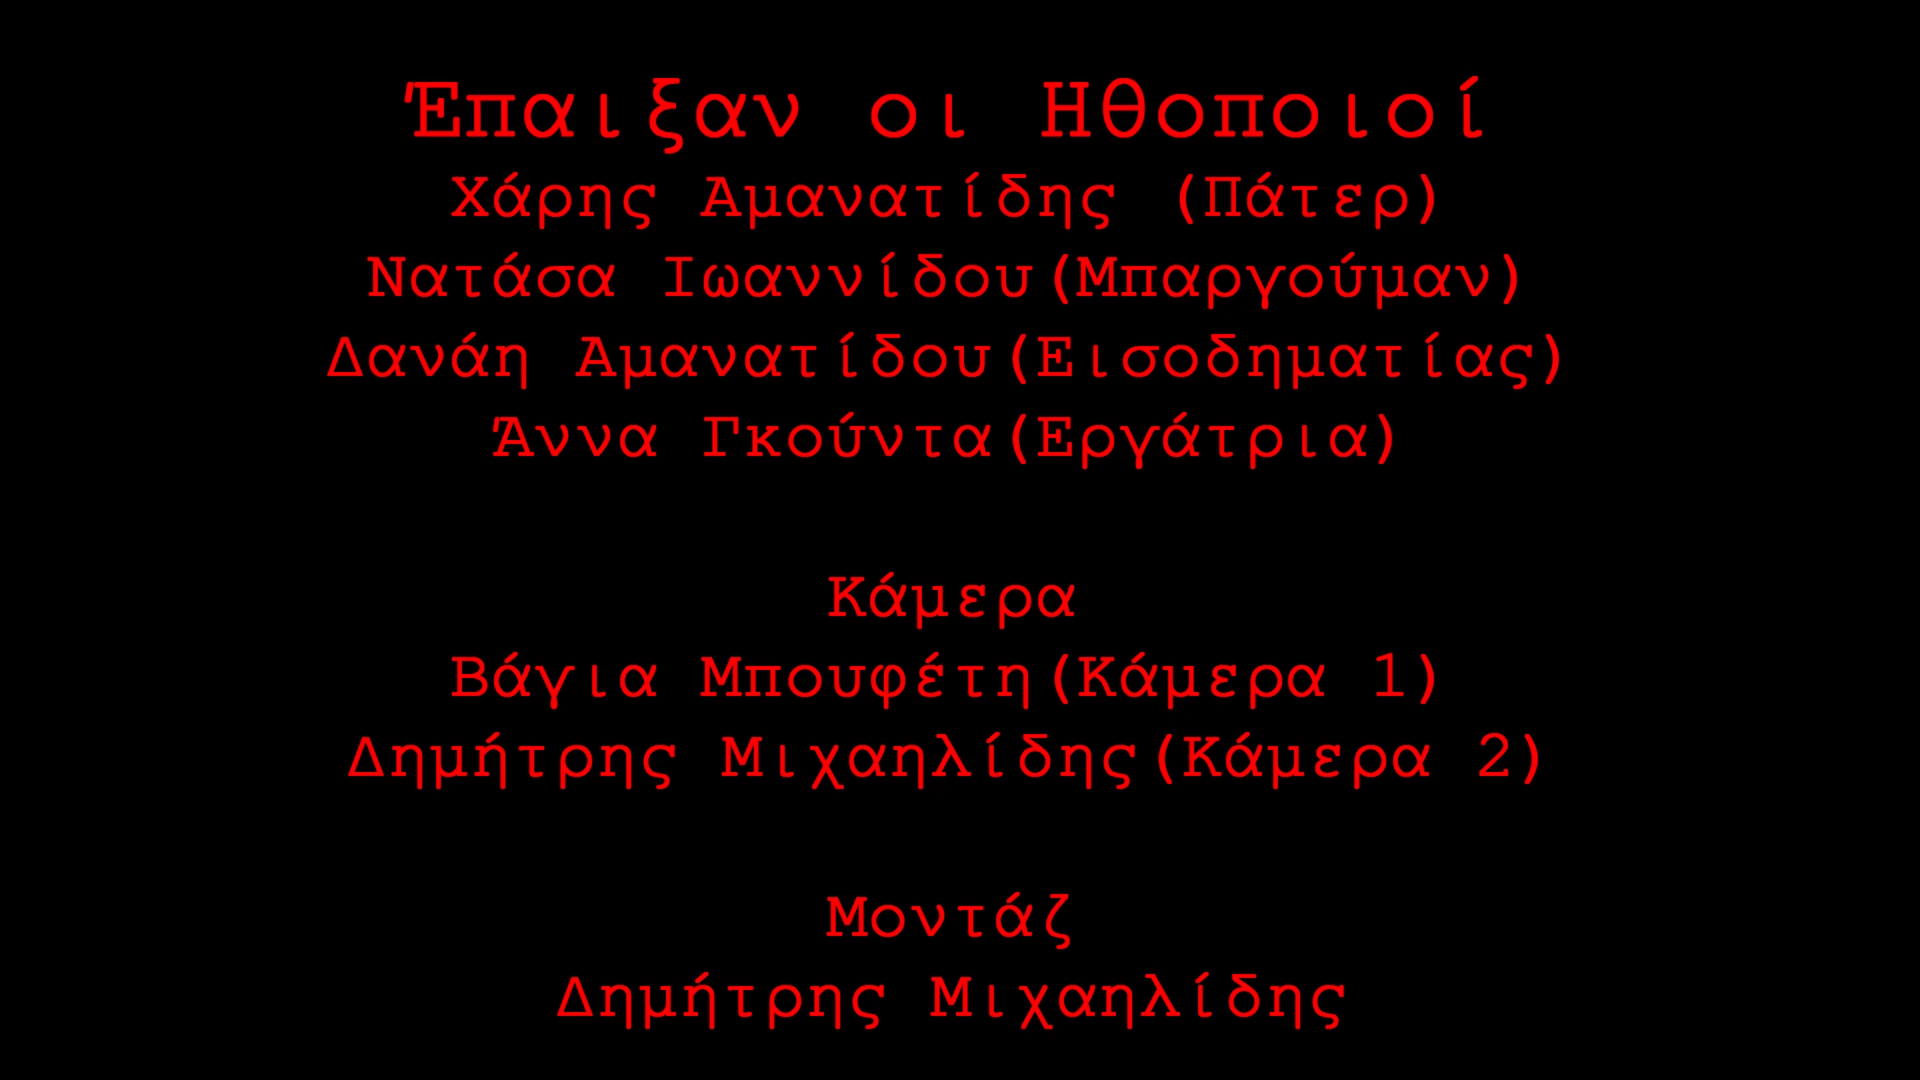 Έπαιξαν οι Ηθοποιοί
Χάρης Αμανατίδης (Πάτερ)
Νατάσα Ιωαννίδου(Μπαργούμαν)
Δανάη Αμανατίδου(Εισοδηματίας)
Άννα Γκούντα(Εργάτρια)
Κάμερα
Βάγια Μπουφέτη(Κάμερα 1)
Δημήτρης Μιχαηλίδης(Κάμερα 2)
Μοντάζ
Δημήτρης Μιχαηλίδης